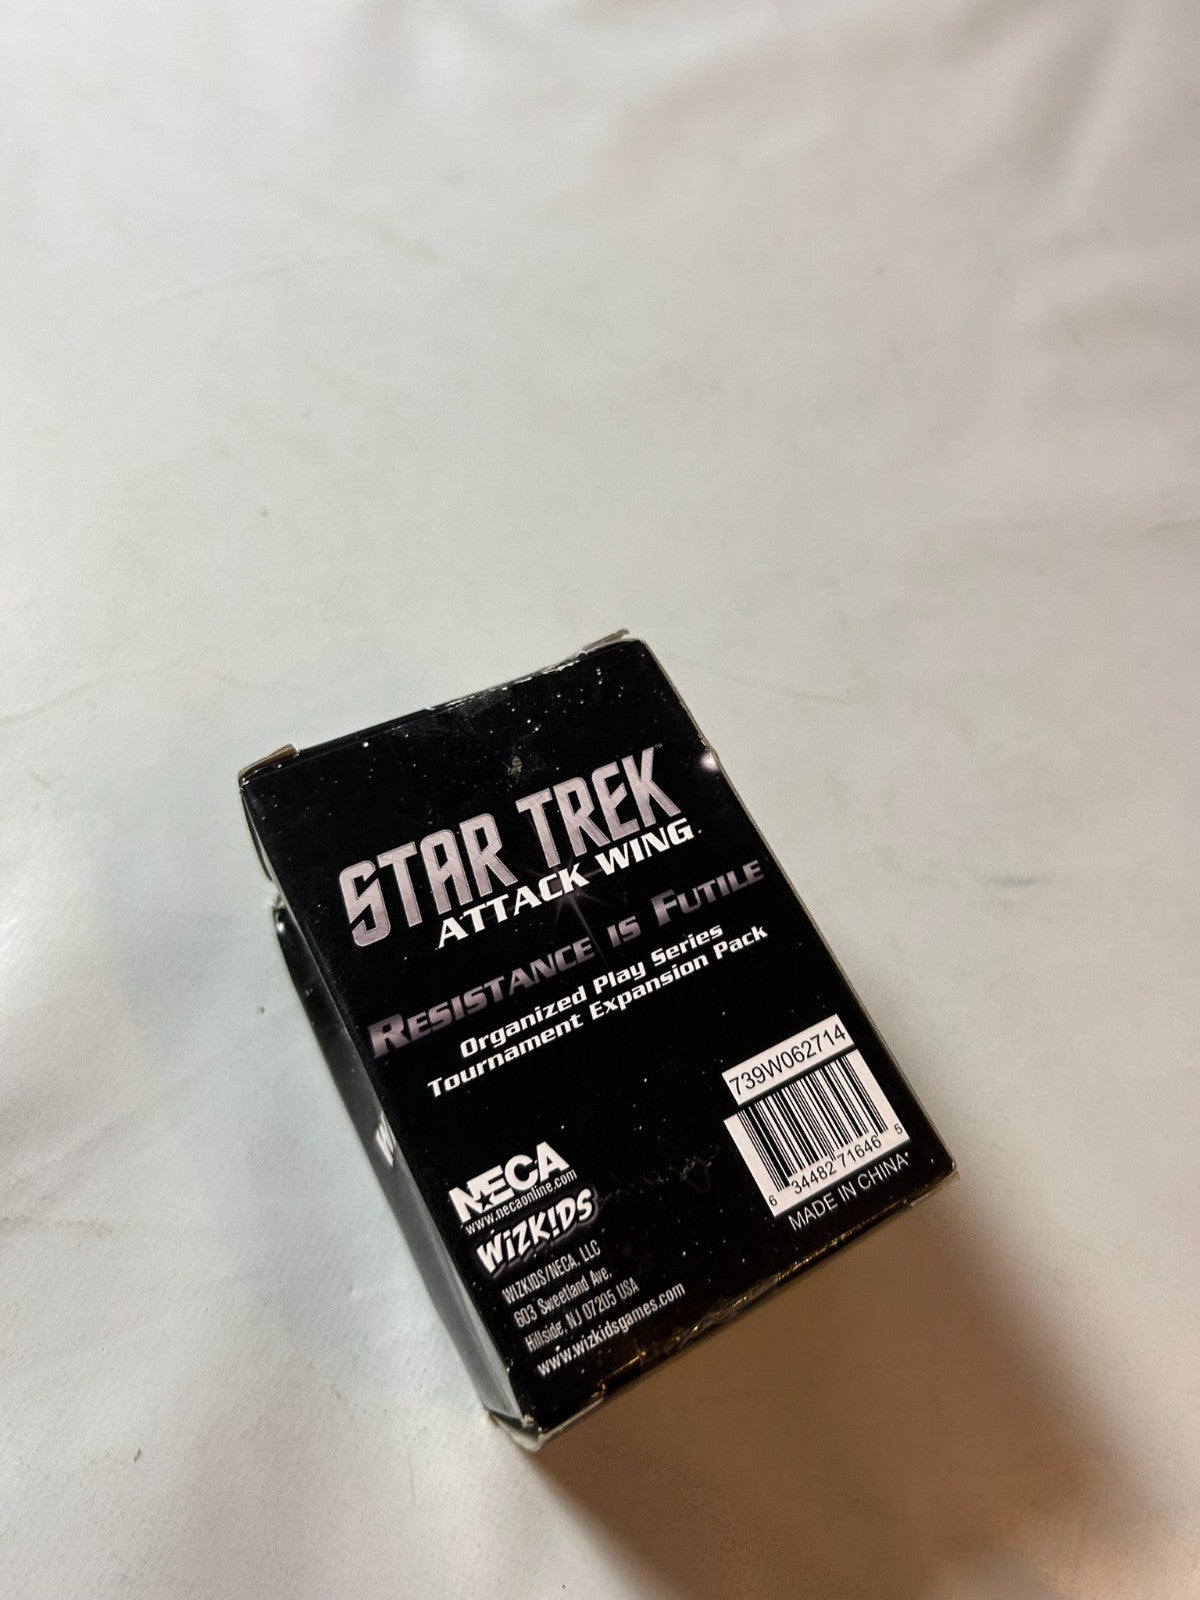 STAR TREK™
ATTACK WING
RESISTANCE IS FUTILE
Organized Play Series
Tournament Expansion Pack
739W062714
6 34482 71646 5
MADE IN CHINA
NECA
www.necaonline.com
WIZKIDS
WIZKIDS/NECA, LLC
603 Sweetland Ave.
Hillside, NJ 07205 USA
www.wizkidsgames.com